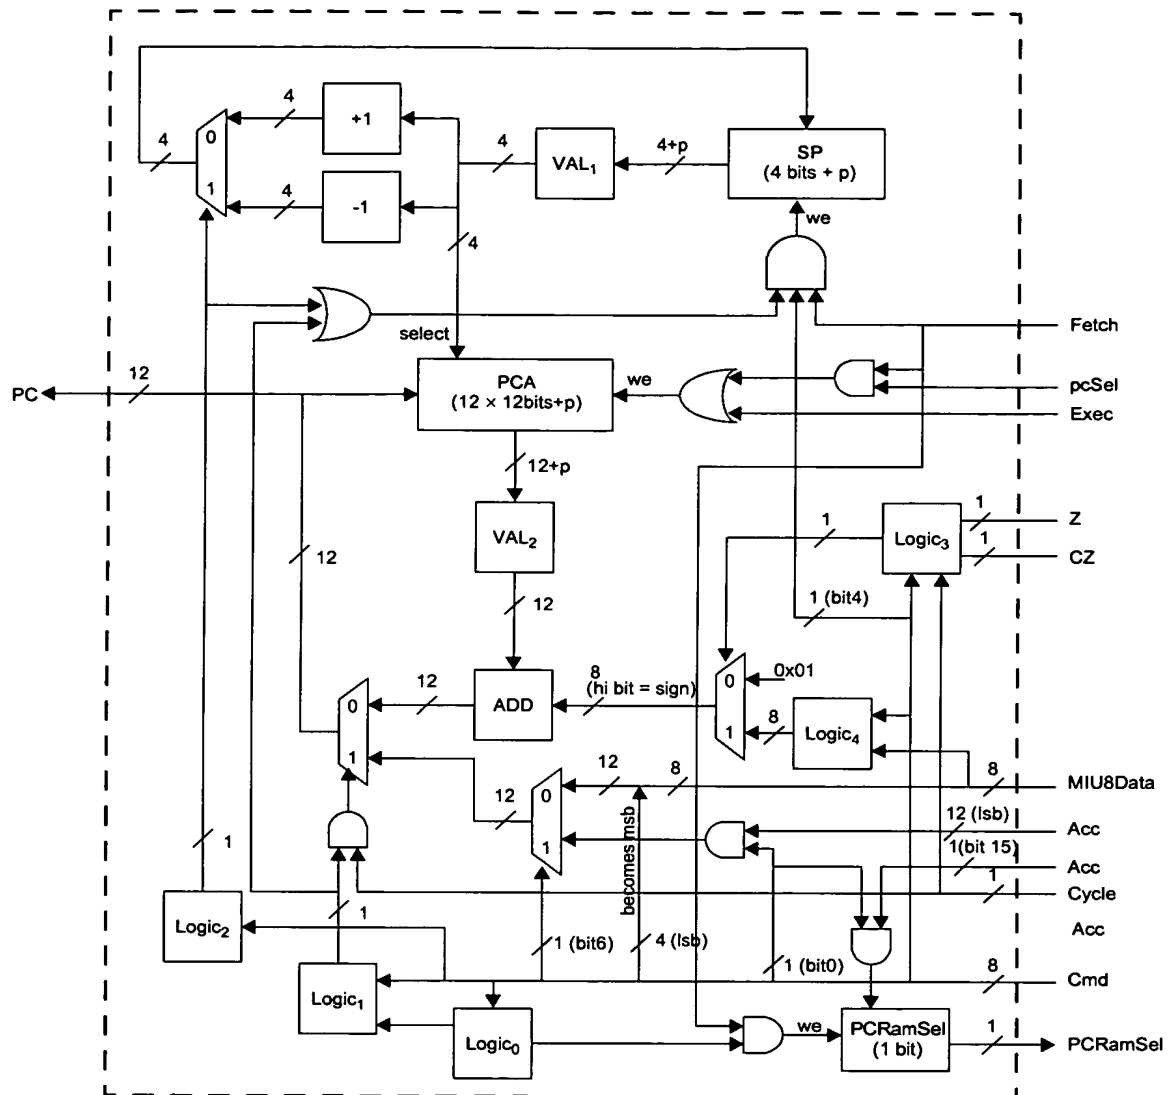 0
4
+1
4
4
4
VAL₁
4+p
SP
(4 bits + p)
1
4
-1
we
4
select
Fetch
PC
12
PCA
(12 × 12bits+p)
we
pcSel
Exec
12+p
VAL₂
12
12
1
Logic₃
1
Z
1
CZ
1 (bit4)
0
12
ADD
8
(hi bit = sign)
0
0x01
1
8
Logic₄
1
12
0
12
8
8
MIU8Data
12
1
becomes msb
12 (lsb)
Acc
1(bit 15)
Acc
1
Cycle
1
Logic₂
1
Acc
1 (bit6)
4 (lsb)
1 (bit0)
8
Cmd
Logic₁
Logic₀
we
PCRamSel
(1 bit)
1
PCRamSel